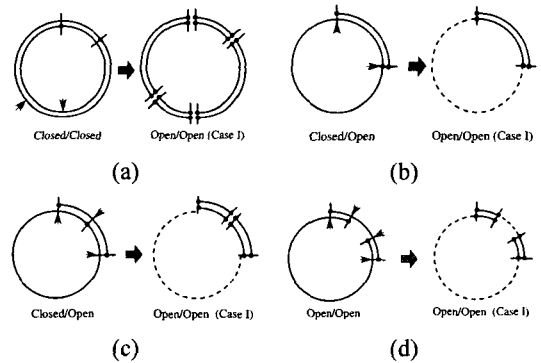 Closed/Closed
Open/Open (Case I)
(a)
Closed/Open
Open/Open (Case I)
(b)
Closed/Open
Open/Open (Case I)
(c)
Open/Open
Open/Open (Case I)
(d)